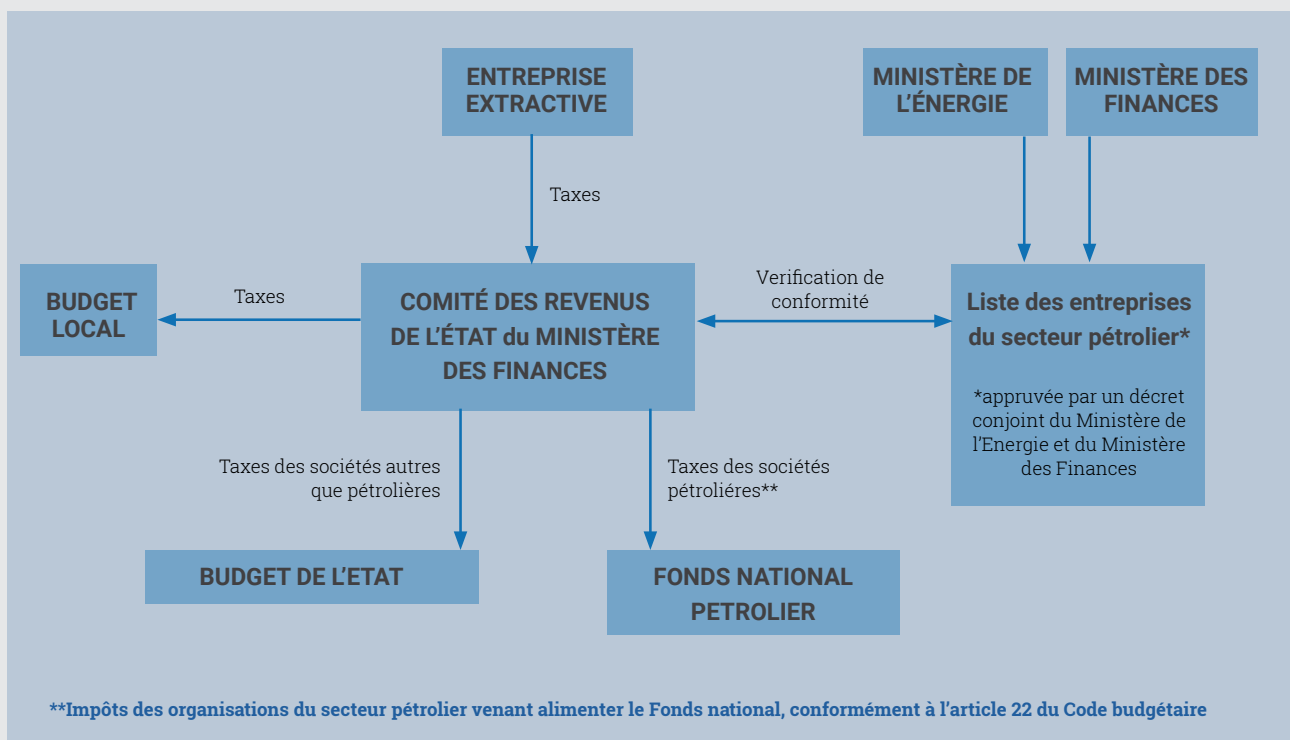 ENTREPRISE
EXTRACTIVE
MINISTÈRE DE
L’ÉNERGIE
MINISTÈRE DES
FINANCES
Taxes
BUDGET
LOCAL
Taxes
COMITÉ DES REVENUS
DE L’ÉTAT du MINISTÈRE
DES FINANCES
Verification de
conformité
Liste des entreprises
du secteur pétrolier*
*appruvée par un décret
conjoint du Ministère de
l’Energie et du Ministère
des Finances
Taxes des sociétés autres
que pétrolières
Taxes des sociétés
pétroliéres**
BUDGET DE L’ETAT
FONDS NATIONAL
PETROLIER
**Impôts des organisations du secteur pétrolier venant alimenter le Fonds national, conformément à l’article 22 du Code budgétaire